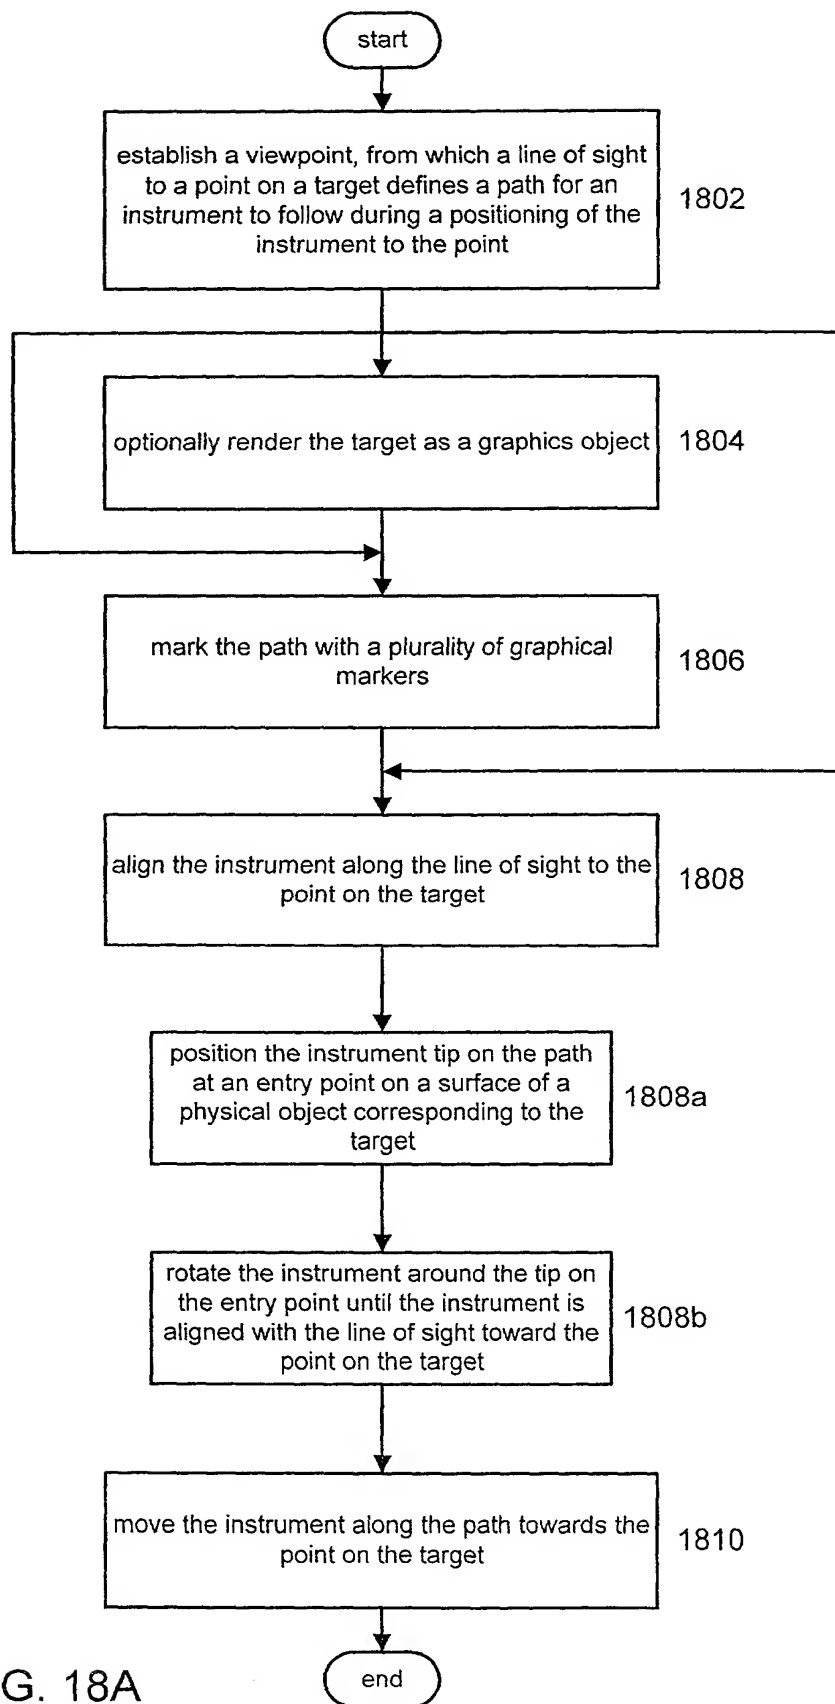 start
establish a viewpoint, from which a line of sight
to a point on a target defines a path for an
instrument to follow during a positioning of the
instrument to the point
1802
optionally render the target as a graphics object
1804
mark the path with a plurality of graphical
markers
1806
align the instrument along the line of sight to the
point on the target
1808
position the instrument tip on the path
at an entry point on a surface of a
physical object corresponding to the
target
1808a
rotate the instrument around the tip on
the entry point until the instrument is
aligned with the line of sight toward the
point on the target
1808b
move the instrument along the path towards the
point on the target
1810
end
G. 18A